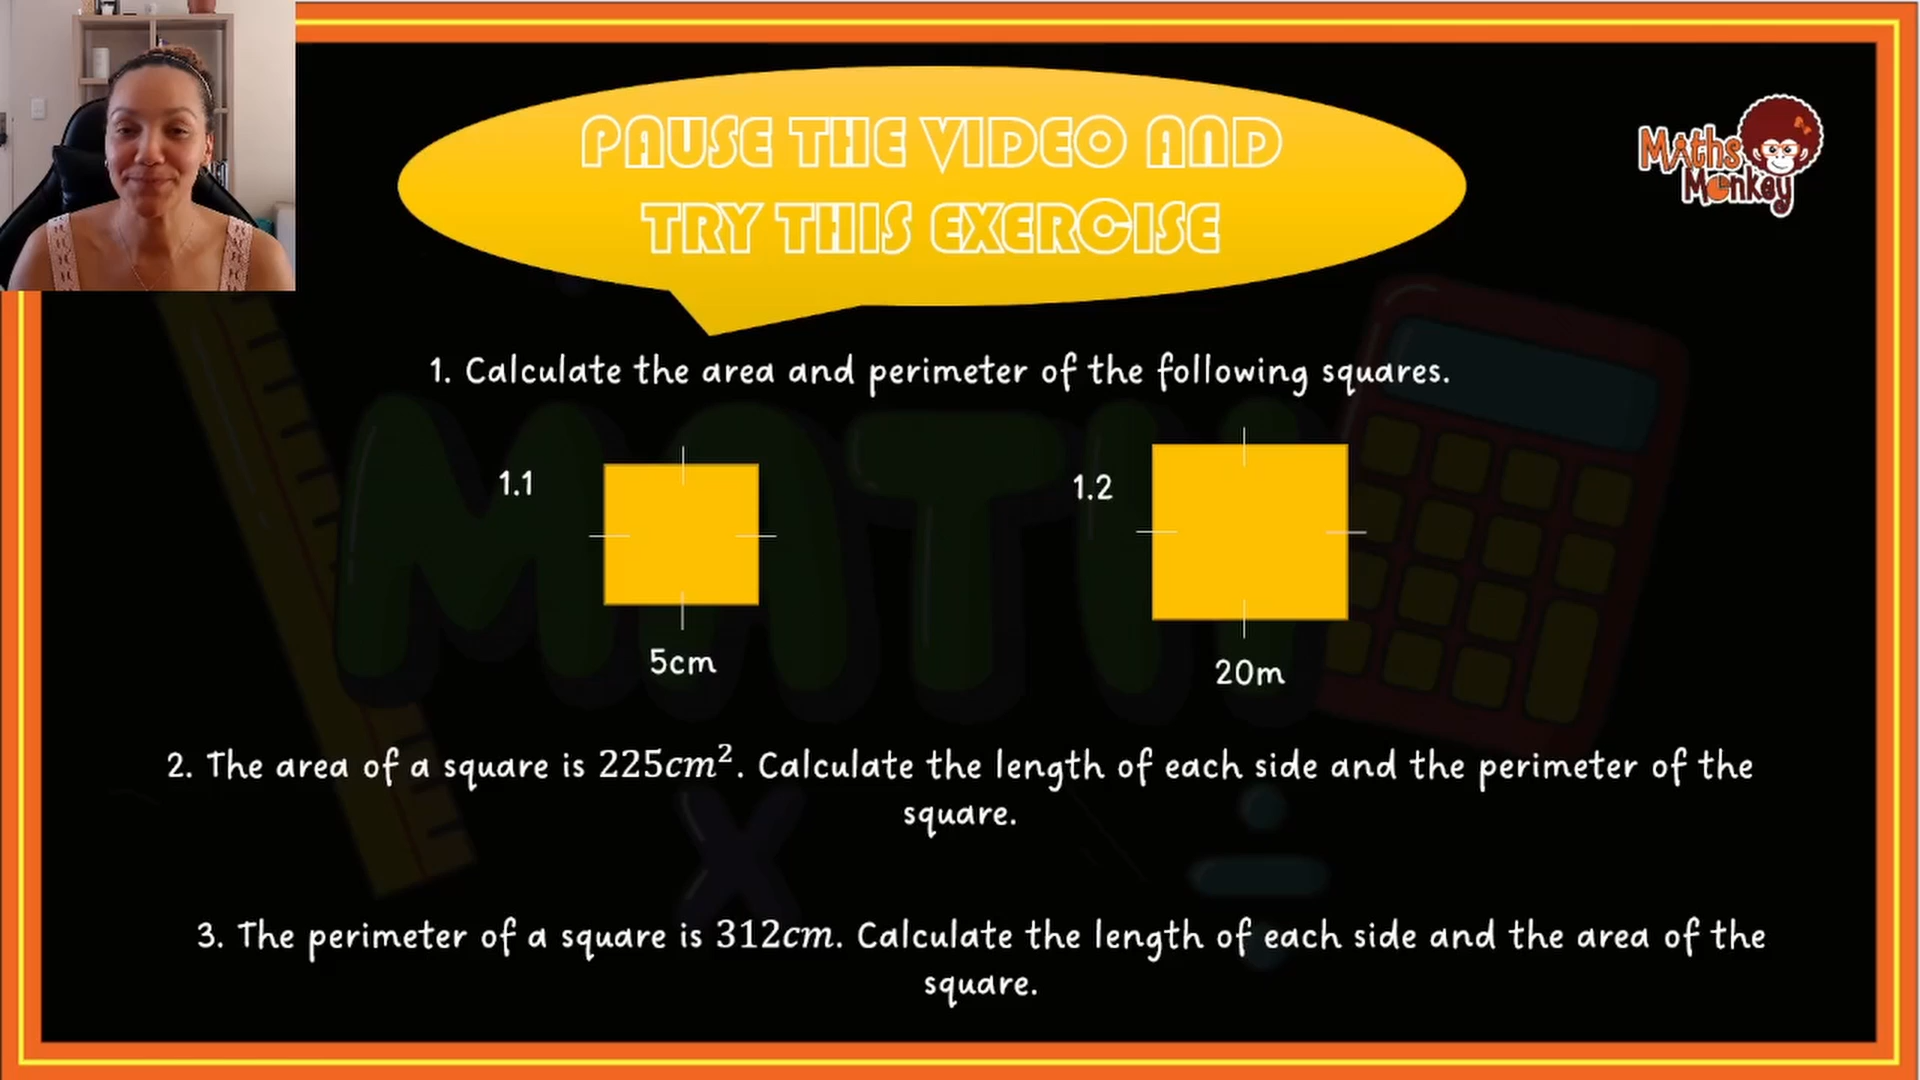 PAUSE THE VIDEO AND
TRY THIS EXERCISE
Maths
Monkey
1. Calculate the area and perimeter of the following squares.
1.1
1.2
5cm
20m
2. The area of a square is 225cm². Calculate the length of each side and the perimeter of the
square.
3. The perimeter of a square is 312cm. Calculate the length of each side and the area of the
square.
MATH